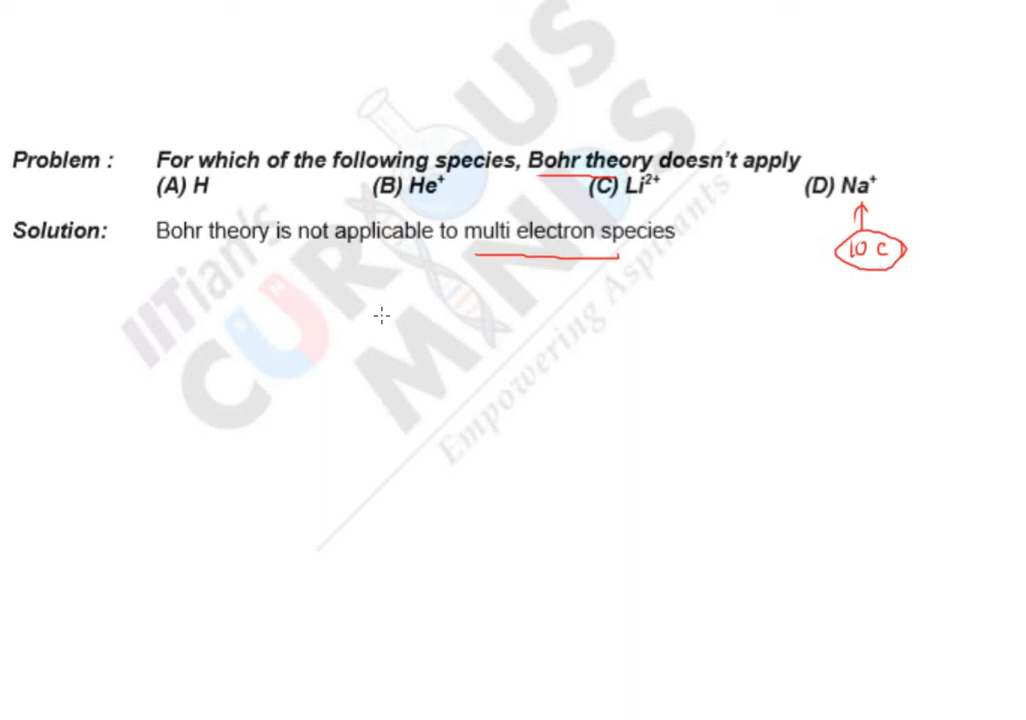 Problem : For which of the following species, Bohr theory doesn't apply
(A) H (B) He⁺ (C) Li²⁺ (D) Na⁺
Solution: Bohr theory is not applicable to multi electron species
10 e
IITian's
CURIOUS
MINDS
Empowering Aspirants